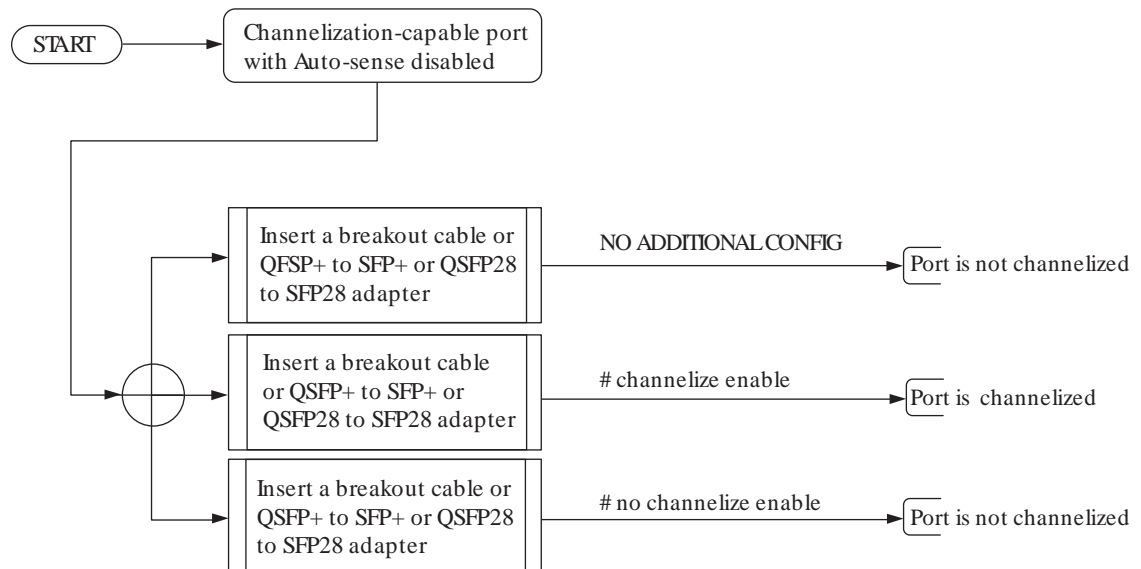 START
Channelization-capable port
with Auto-sense disabled
Insert a breakout cable or
QFSP+ to SFP+ or QSFP28
to SFP28 adapter
NO ADDITIONAL CONFIG
Port is not channelized
Insert a breakout cable
or QSFP+ to SFP+ or
QSFP28 to SFP28 adapter
# channelize enable
Port is channelized
Insert a breakout cable or
QSFP+ to SFP+ or QSFP28
to SFP28 adapter
# no channelize enable
Port is not channelized